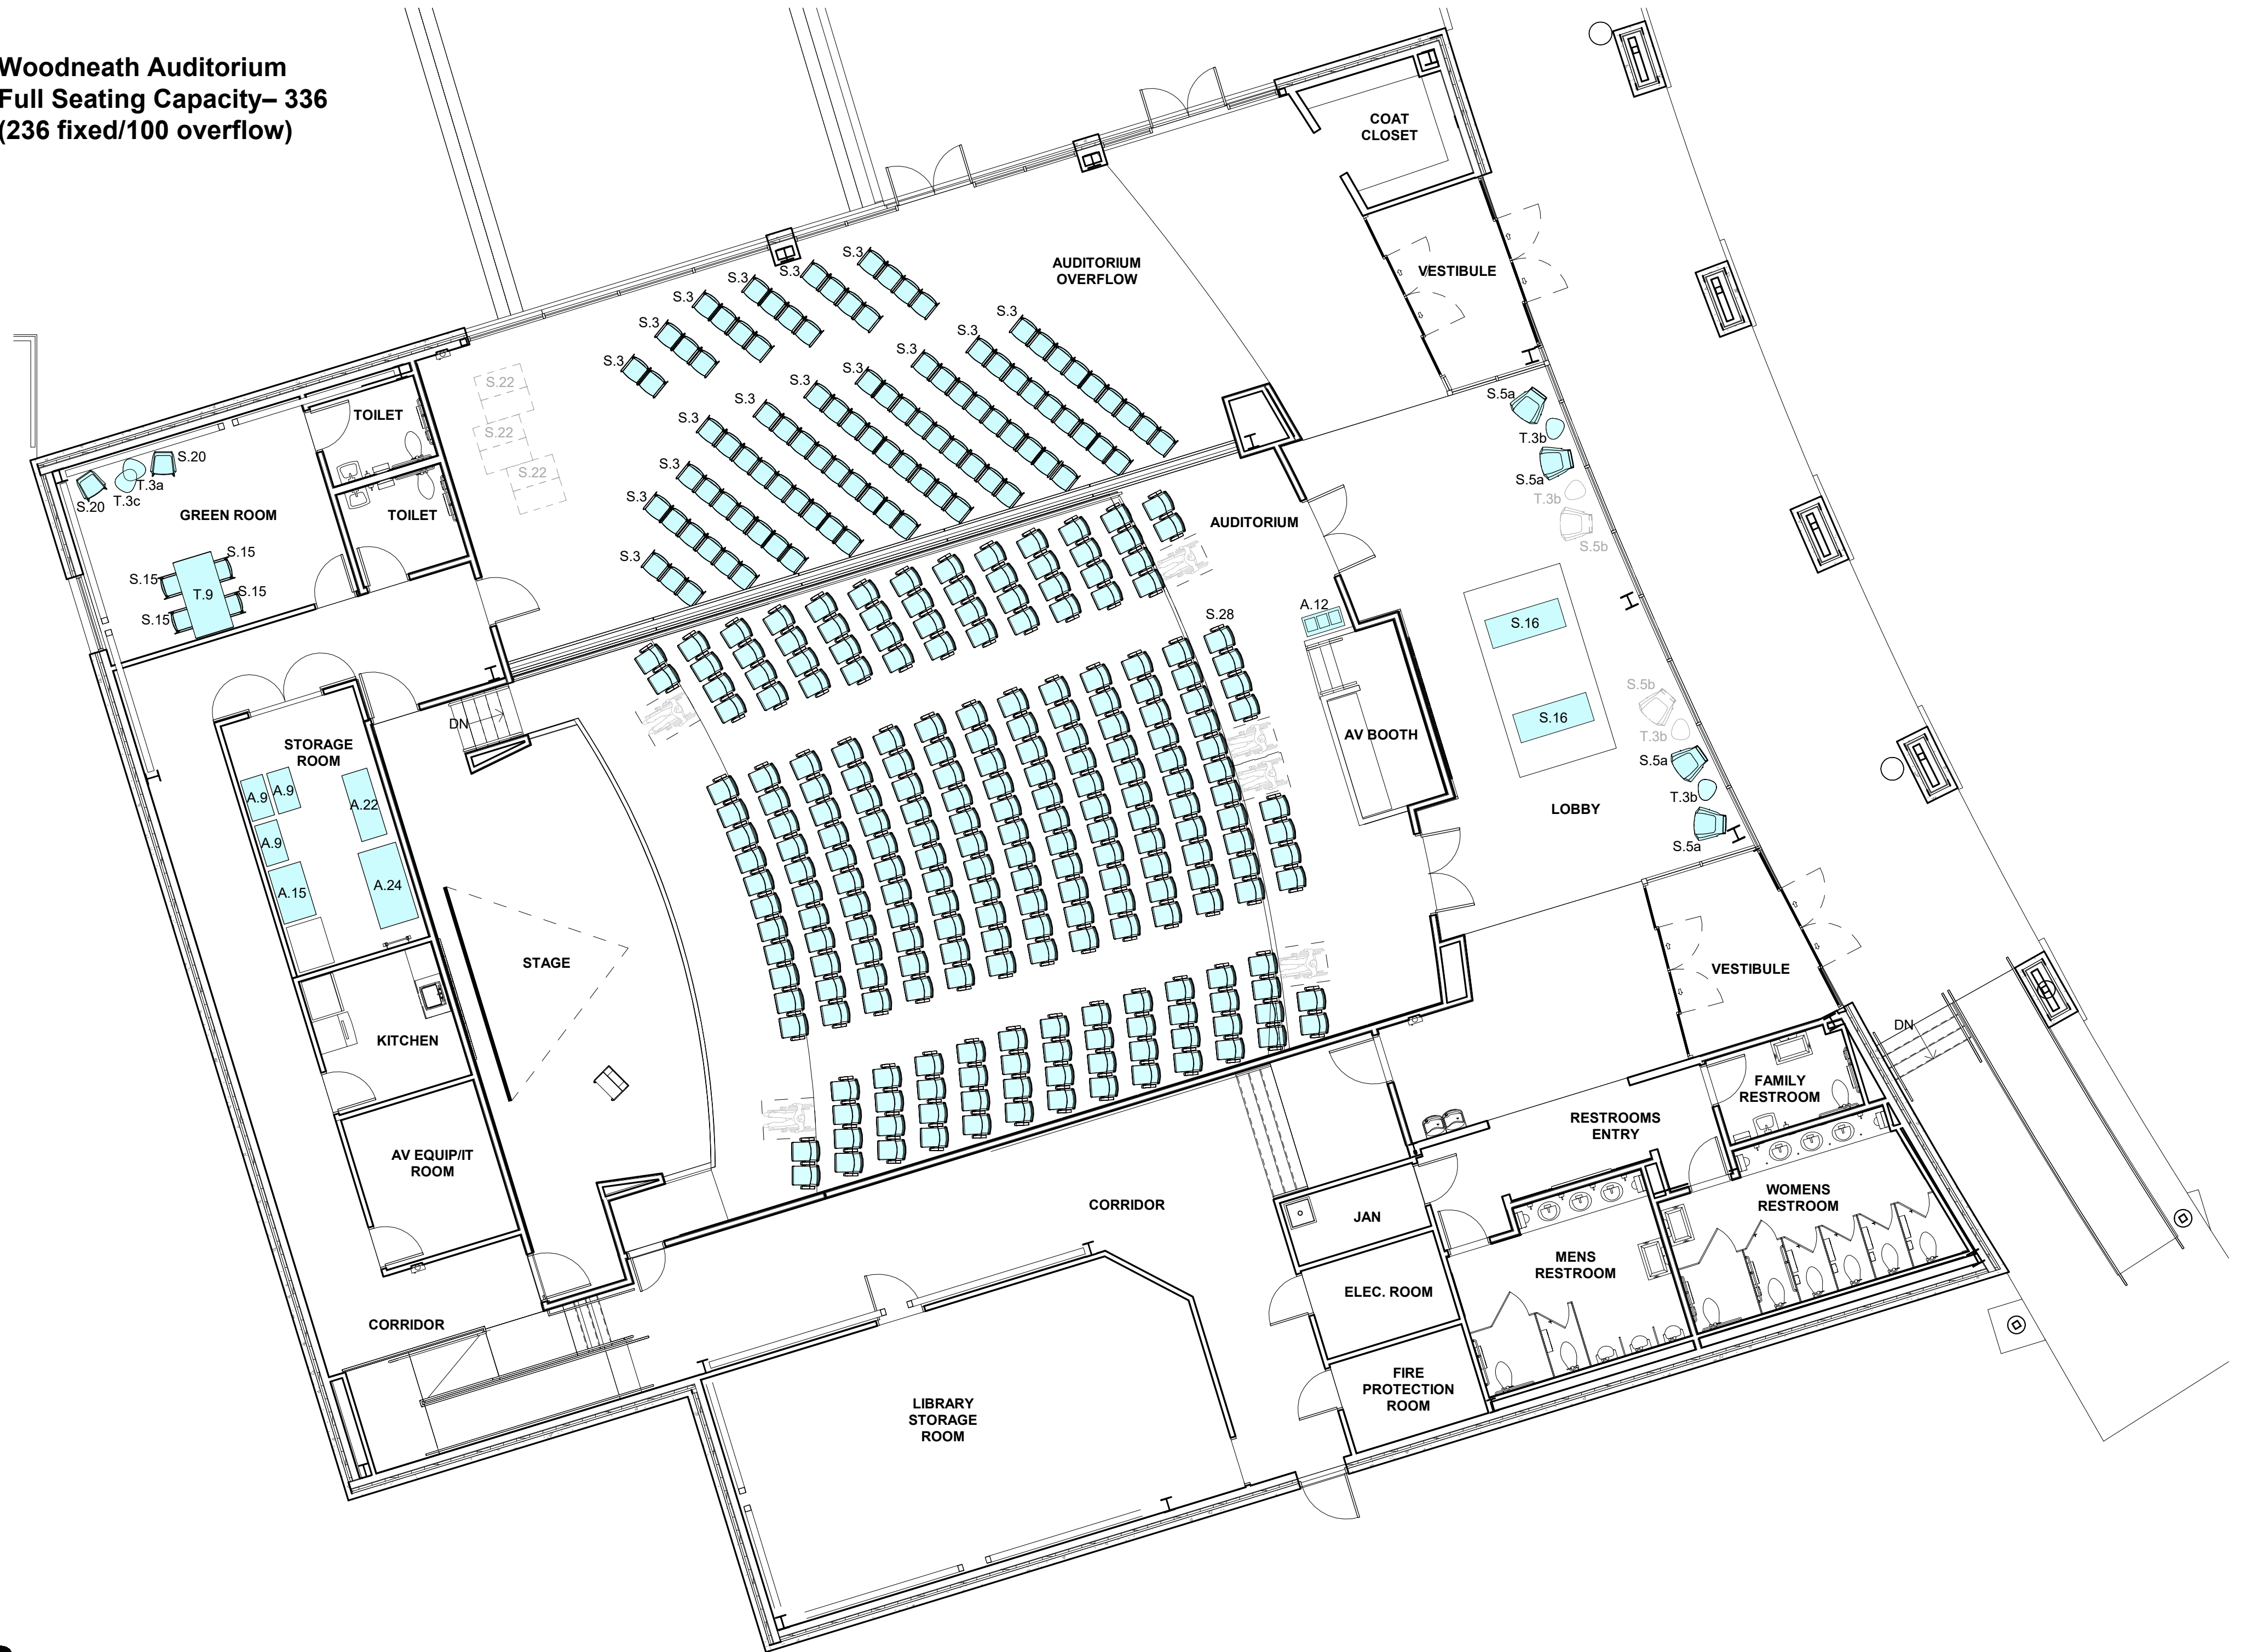 Woodneath Auditorium
Full Seating Capacity– 336
(236 fixed/100 overflow)
COAT
CLOSET
S.3
S.3
S.3
S.3
S.3
S.3
AUDITORIUM
OVERFLOW
VESTIBULE
S.3
S.3
S.3
S.3
S.3
S.3
S.3
S.3
S.3
S.3
S.22
S.22
S.22
TOILET
TOILET
S.20
T.3a
T.3c
S.20
GREEN ROOM
S.15
S.15
T.9
S.15
S.15
S.5a
T.3b
S.5a
T.3b
S.5b
AUDITORIUM
A.12
S.28
S.16
S.16
AV BOOTH
S.5b
T.3b
S.5a
T.3b
S.5a
LOBBY
DN
STORAGE
ROOM
A.9
A.9
A.22
A.9
A.15
A.24
STAGE
KITCHEN
VESTIBULE
DN
AV EQUIP/IT
ROOM
FAMILY
RESTROOM
RESTROOMS
ENTRY
WOMENS
RESTROOM
CORRIDOR
JAN
MENS
RESTROOM
ELEC. ROOM
CORRIDOR
FIRE
PROTECTION
ROOM
LIBRARY
STORAGE
ROOM